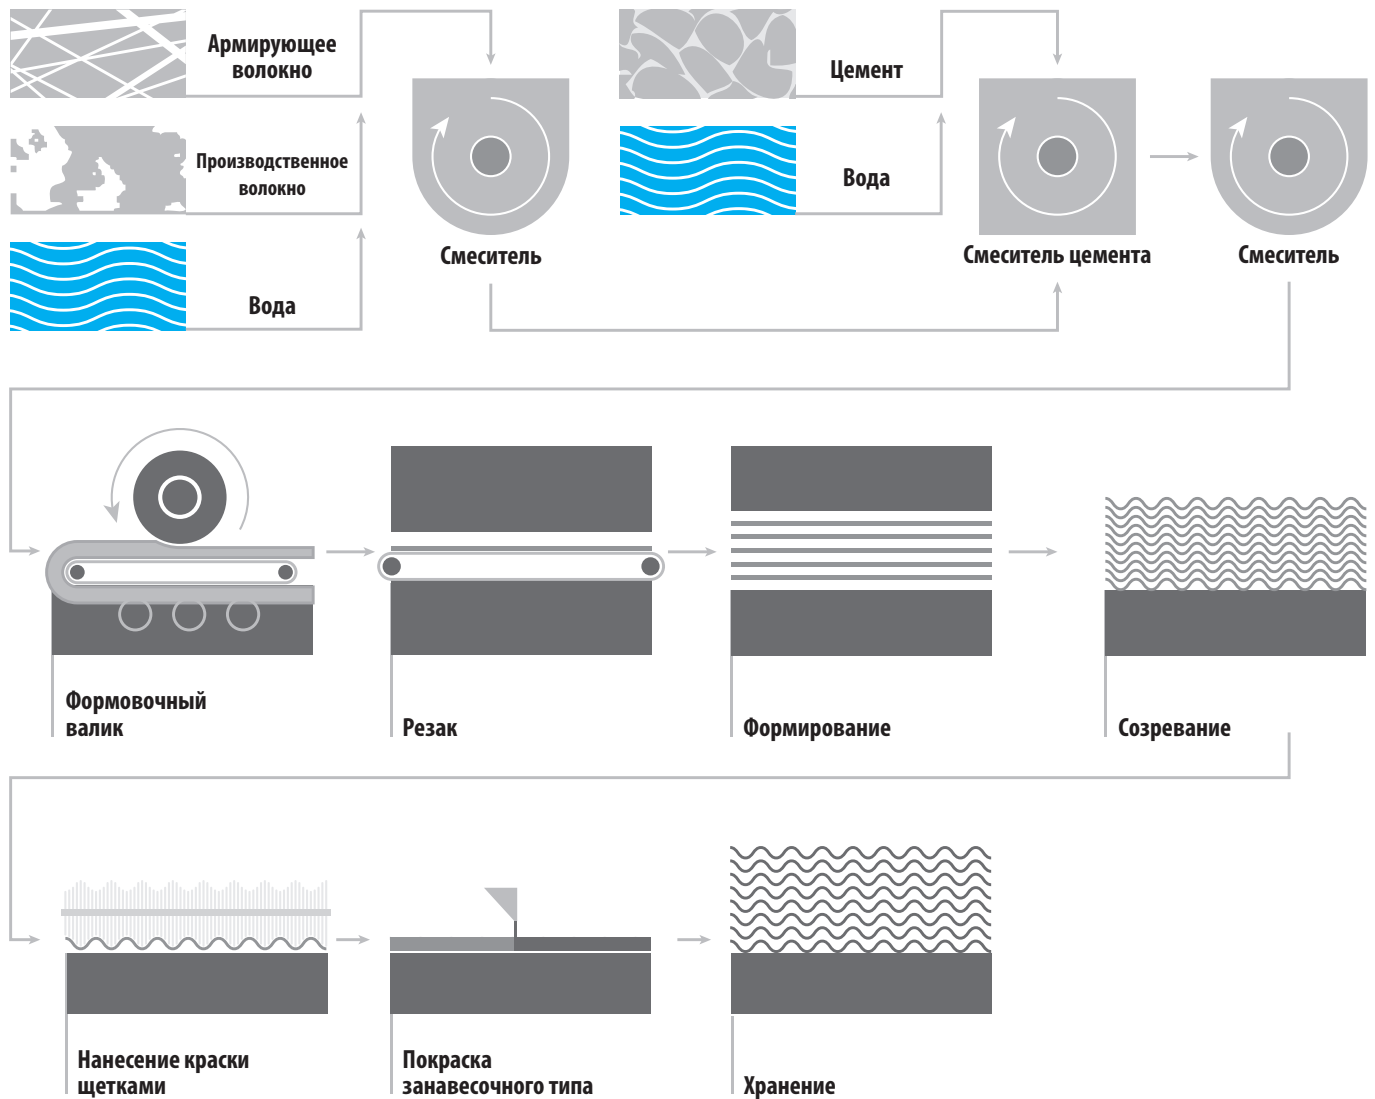 Армирующее
волокно
Производственное
волокно
Вода
Смеситель
Цемент
Вода
Смеситель цемента
Смеситель
Формовочный
валик
Резак
Формирование
Созревание
Нанесение краски
щетками
Покраска
занавесочного типа
Хранение